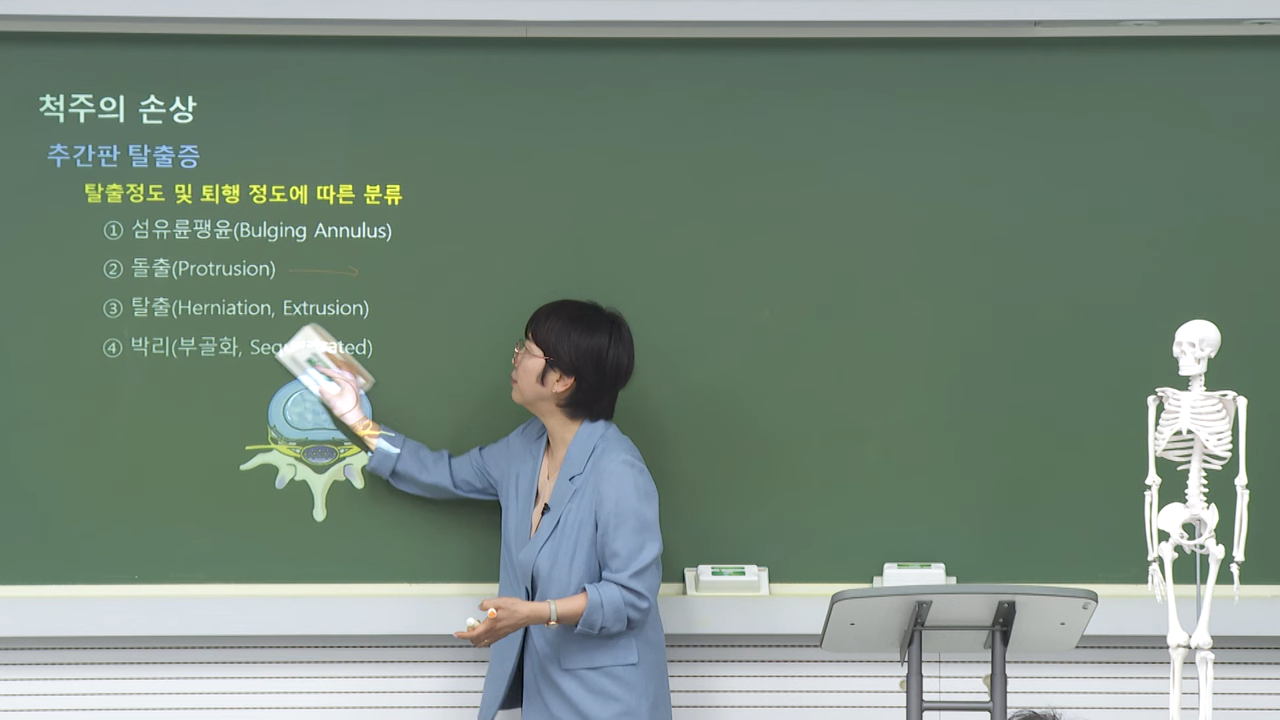 척주의 손상
추간판 탈출증
탈출정도 및 퇴행 정도에 따른 분류
① 섬유륜팽윤(Bulging Annulus)
② 돌출(Protrusion)
③ 탈출(Herniation, Extrusion)
④ 박리(부골화,